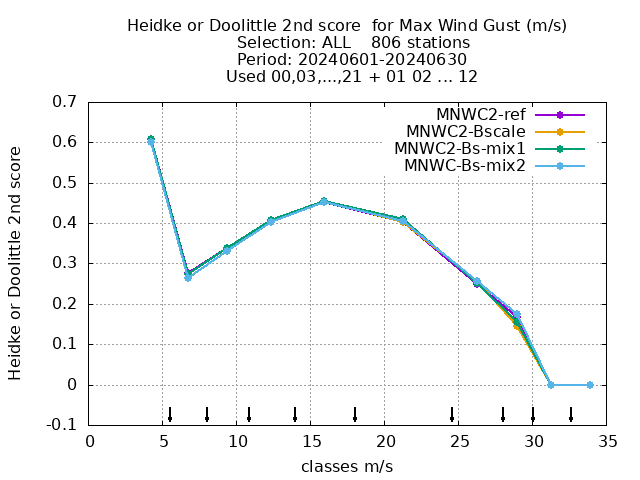 Heidke or Doolittle 2nd score  for Max Wind Gust (m/s)
Selection: ALL    806 stations
Period: 20240601-20240630
Used 00,03,...,21 + 01 02 ... 12
MNWC2-ref
MNWC2-Bscale
MNWC2-Bs-mix1
MNWC-Bs-mix2
Heidke or Doolittle 2nd score
0.7
0.6
0.5
0.4
0.3
0.2
0.1
0
-0.1
0 5 10 15 20 25 30 35
classes m/s